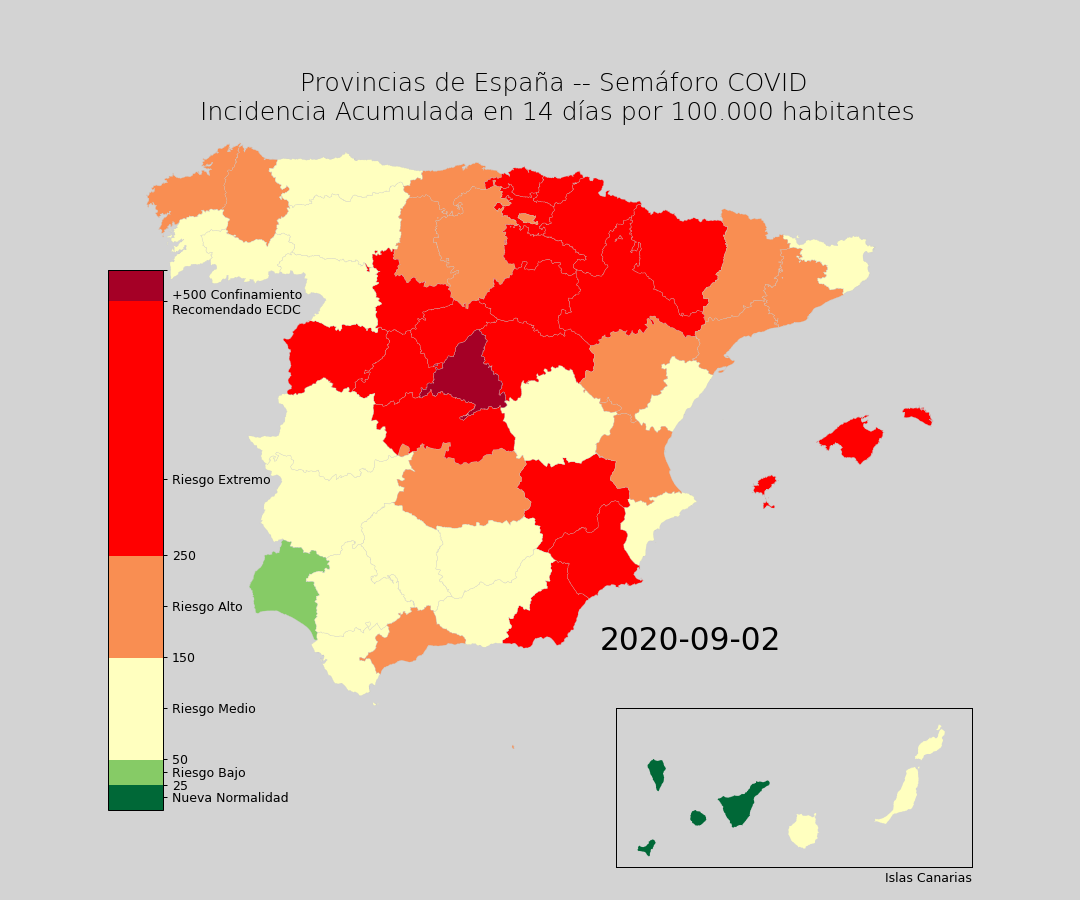 Provincias de España -- Semáforo COVID
Incidencia Acumulada en 14 días por 100.000 habitantes
+500 Confinamiento
Recomendado ECDC
Riesgo Extremo
250
Riesgo Alto
150
Riesgo Medio
50
Riesgo Bajo
25
Nueva Normalidad
2020-09-02
Islas Canarias